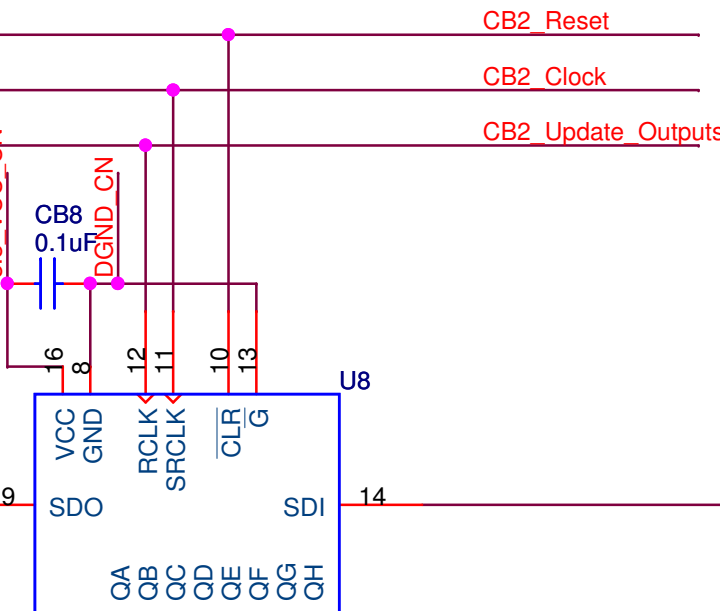 CB2_Reset
CB2_Clock
CB2_Update_Outputs
CB8
0.1uF
DGND_CN
16
8
12
11
10
13
U8
VCC
GND
RCLK
SRCLK
CLR
G
9
SDO
SDI
14
QA
QB
QC
QD
QE
QF
QG
QH